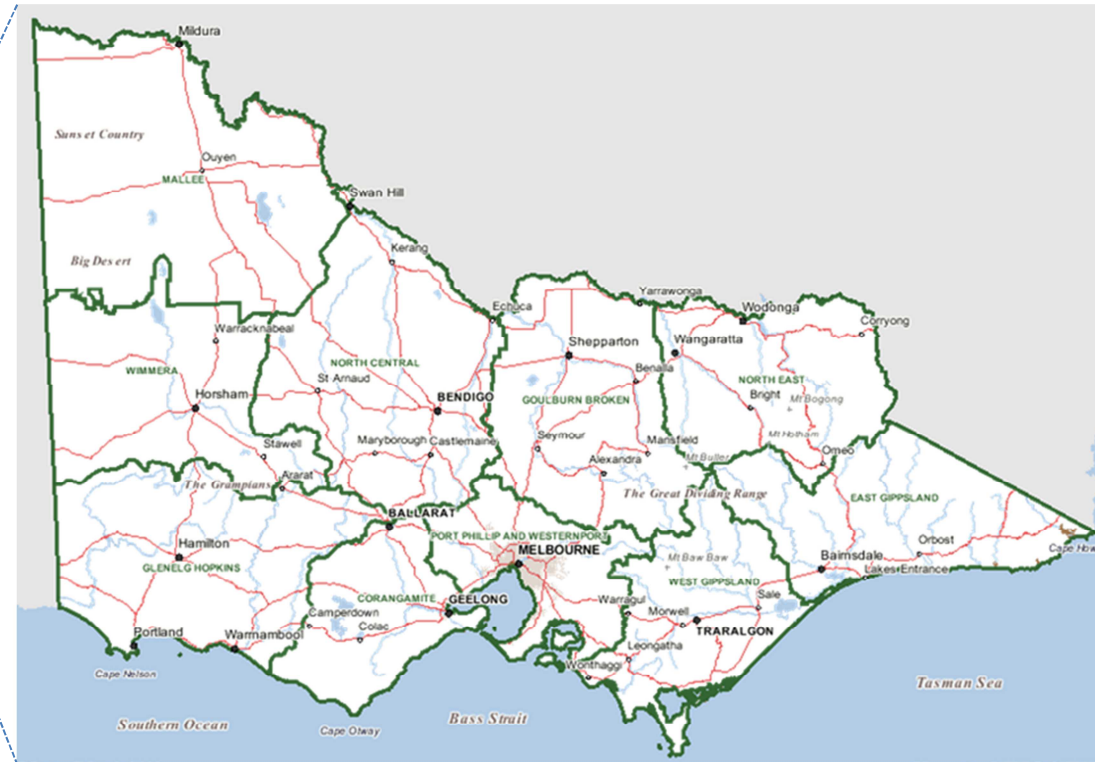 Mildura
Sunset Country
Ouyen
MALLEE
Swan Hill
Kerang
Big Desert
Echuca
Yarrawonga
Wodonga
Corryong
Warracknabeal
Shepparton
Wangaratta
NORTH CENTRAL
WIMMERA
Benalla
St Arnaud
NORTH EAST
Horsham
BENDIGO
GOULBURN BROKEN
Bright
Mt Bogong
Seymour
Mt Hotham
Stawell
Maryborough
Castlemaine
Mansfield
Mt Buller
Omeo
Alexandra
Ararat
The Grampians
The Great Dividing Range
EAST GIPPSLAND
BALLARAT
PORT PHILLIP AND WESTERNPORT
Orbost
Hamilton
MELBOURNE
Cape How
Mt Baw Baw
Bairnsdale
GLENELG HOPKINS
Lakes Entrance
WEST GIPPSLAND
CORANGAMITE
GEELONG
Warragul
Sale
Camperdown
Morwell
Colac
TRARALGON
Portland
Warrnambool
Leongatha
Wonthaggi
Cape Nelson
Tasman Sea
Southern Ocean
Bass Strait
Cape Otway